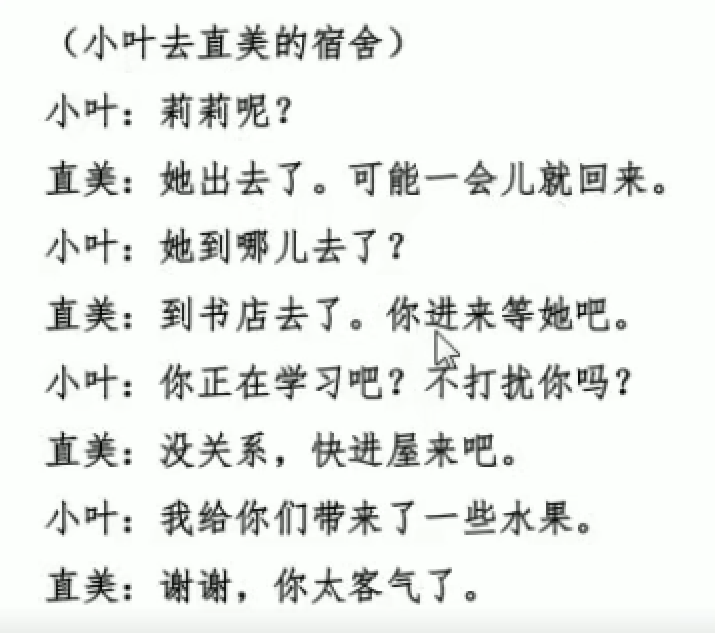 （小叶去直美的宿舍）
小叶：莉莉呢？
直美：她出去了。可能一会儿就回来。
小叶：她到哪儿去了？
直美：到书店去了。你进来等她吧。
小叶：你正在学习吧？不打扰你吗？
直美：没关系，快进屋来吧。
小叶：我给你们带来了一些水果。
直美：谢谢，你太客气了。